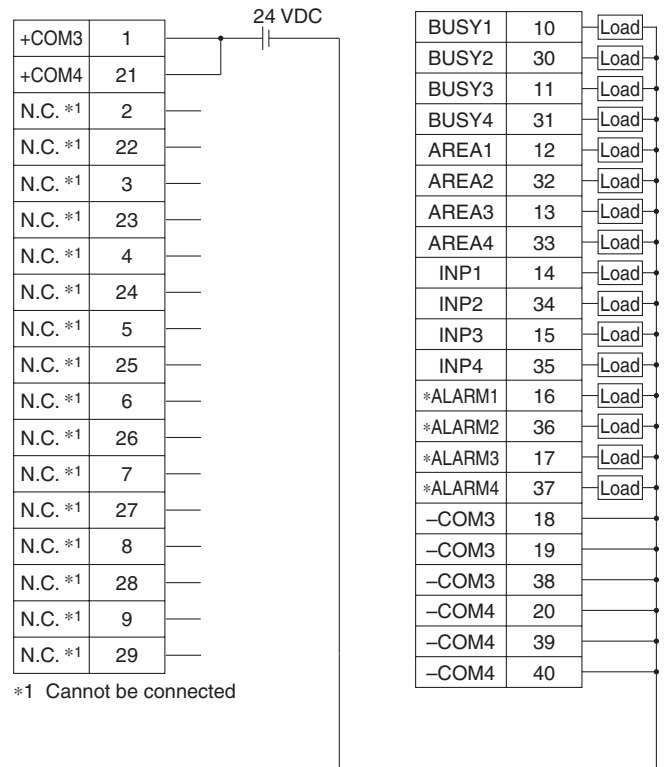 24 VDC
+COM3 1
+COM4 21
N.C. *1 2
N.C. *1 22
N.C. *1 3
N.C. *1 23
N.C. *1 4
N.C. *1 24
N.C. *1 5
N.C. *1 25
N.C. *1 6
N.C. *1 26
N.C. *1 7
N.C. *1 27
N.C. *1 8
N.C. *1 28
N.C. *1 9
N.C. *1 29
*1 Cannot be connected
BUSY1 10 Load
BUSY2 30 Load
BUSY3 11 Load
BUSY4 31 Load
AREA1 12 Load
AREA2 32 Load
AREA3 13 Load
AREA4 33 Load
INP1 14 Load
INP2 34 Load
INP3 15 Load
INP4 35 Load
*ALARM1 16 Load
*ALARM2 36 Load
*ALARM3 17 Load
*ALARM4 37 Load
–COM3 18
–COM3 19
–COM3 38
–COM4 20
–COM4 39
–COM4 40